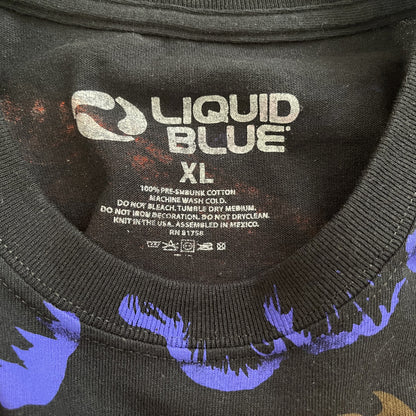 LIQUID
BLUE
XL
100% PRE-SHRUNK COTTON
MACHINE WASH COLD.
DO NOT BLEACH. TUMBLE DRY MEDIUM.
DO NOT IRON DECORATION. DO NOT DRYCLEAN.
KNIT IN THE U.S.A. ASSEMBLED IN MEXICO.
RN 81758